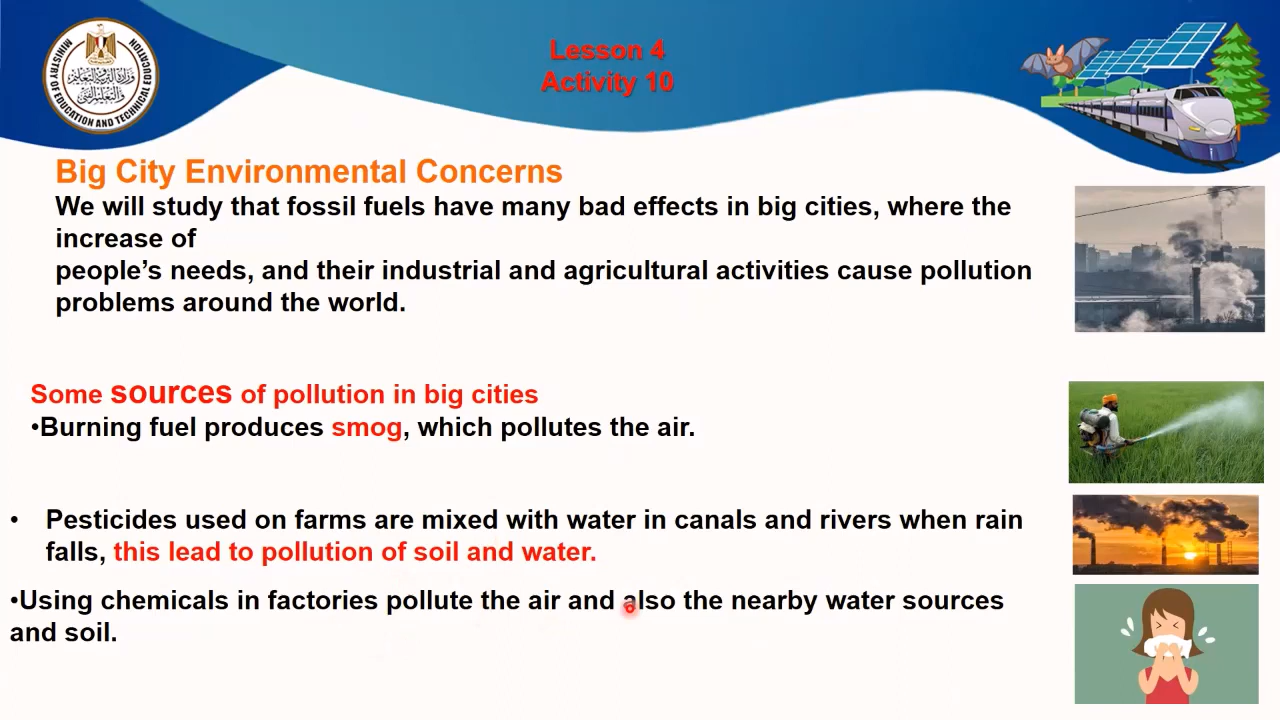 MINISTRY OF EDUCATION AND TECHNICAL EDUCATION
Lesson 4
Activity 10
Big City Environmental Concerns
We will study that fossil fuels have many bad effects in big cities, where the
increase of
people’s needs, and their industrial and agricultural activities cause pollution
problems around the world.
Some sources of pollution in big cities
•Burning fuel produces smog, which pollutes the air.
• Pesticides used on farms are mixed with water in canals and rivers when rain
falls, this lead to pollution of soil and water.
•Using chemicals in factories pollute the air and also the nearby water sources
and soil.